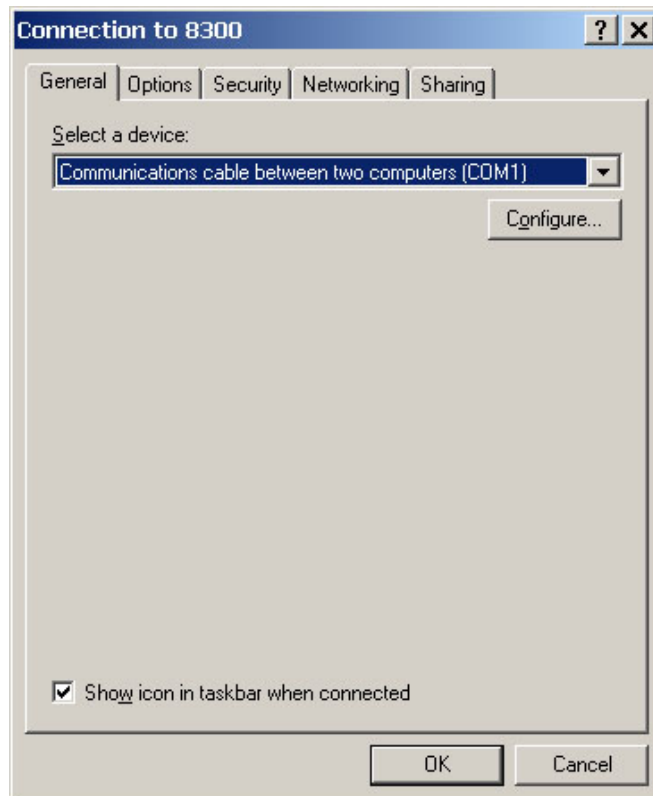 Connection to 8300
General Options Security Networking Sharing
Select a device:
Communications cable between two computers (COM1)
Configure...
Show icon in taskbar when connected
OK Cancel